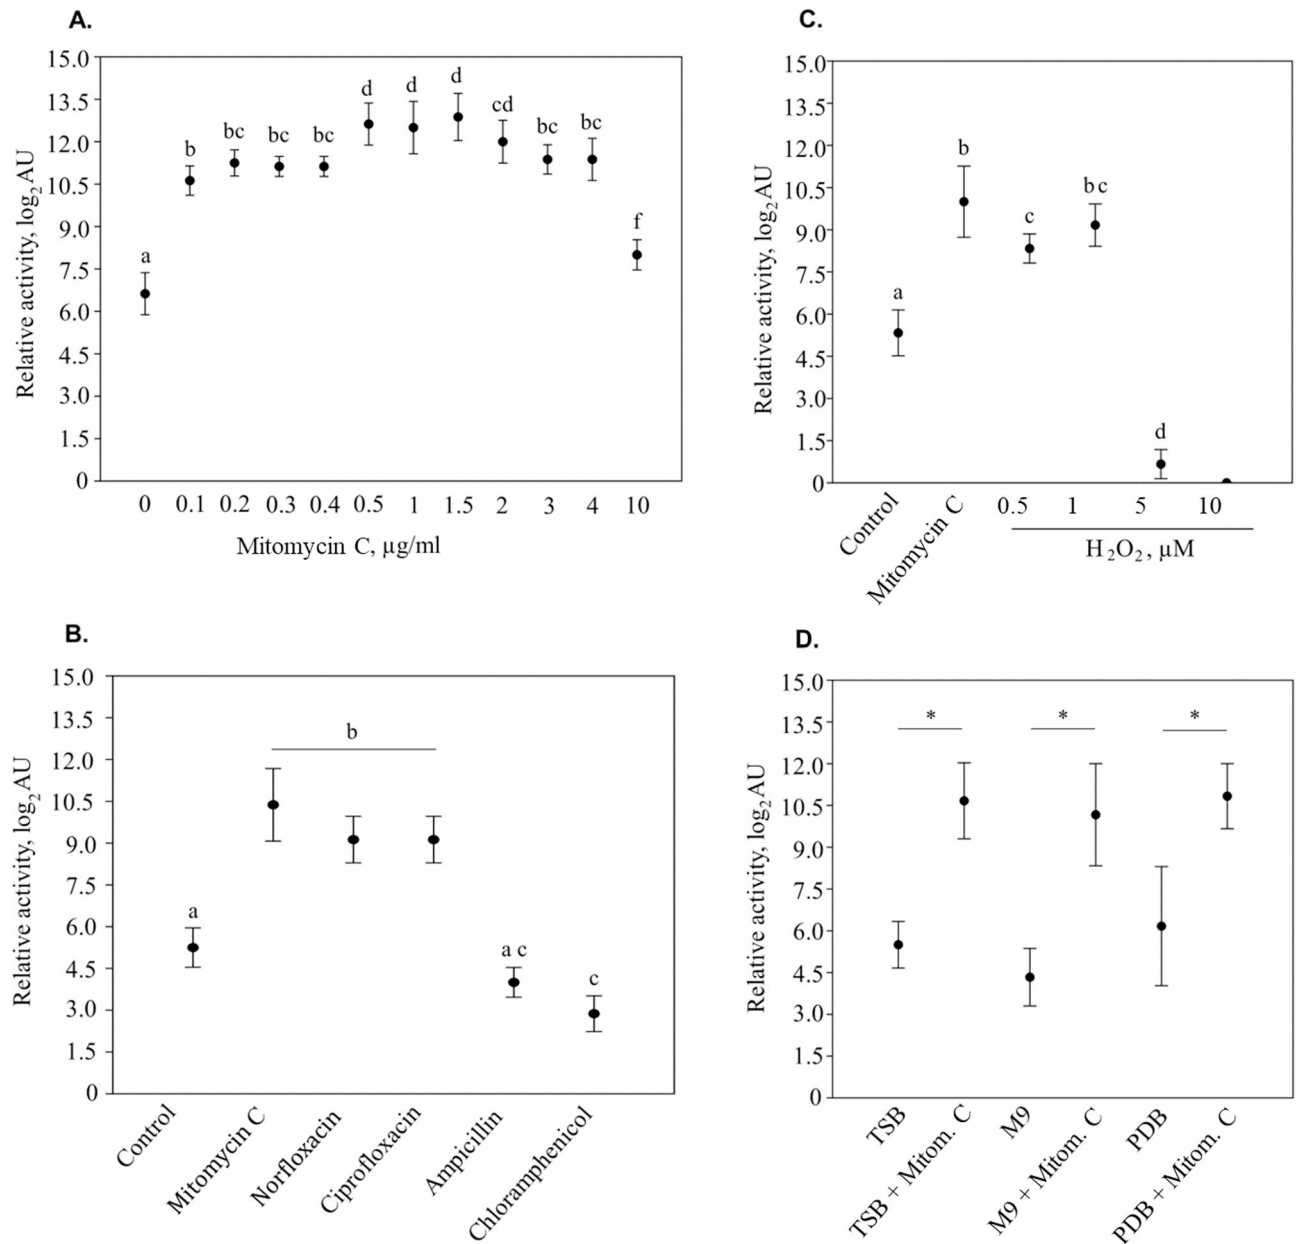 A.
Relative activity, log2AU
15.0
13.5
12.0
10.5
9.0
7.5
6.0
4.5
3.0
1.5
0
a
b
bc
bc
bc
d
d
d
cd
bc
bc
f
0 0.1 0.2 0.3 0.4 0.5 1 1.5 2 3 4 10
Mitomycin C, µg/ml
C.
Relative activity, log2AU
15.0
13.5
12.0
10.5
9.0
7.5
6.0
4.5
3.0
1.5
0
a
b
c
b c
d
Control
Mitomycin C
0.5 1 5 10
H2O2, µM
B.
Relative activity, log2AU
15.0
13.5
12.0
10.5
9.0
7.5
6.0
4.5
3.0
1.5
0
a
b
a c
c
Control
Mitomycin C
Norfloxacin
Ciprofloxacin
Ampicillin
Chloramphenicol
D.
Relative activity, log2AU
15.0
13.5
12.0
10.5
9.0
7.5
6.0
4.5
3.0
1.5
0
*
*
*
TSB
TSB + Mitom. C
M9
M9 + Mitom. C
PDB
PDB + Mitom. C